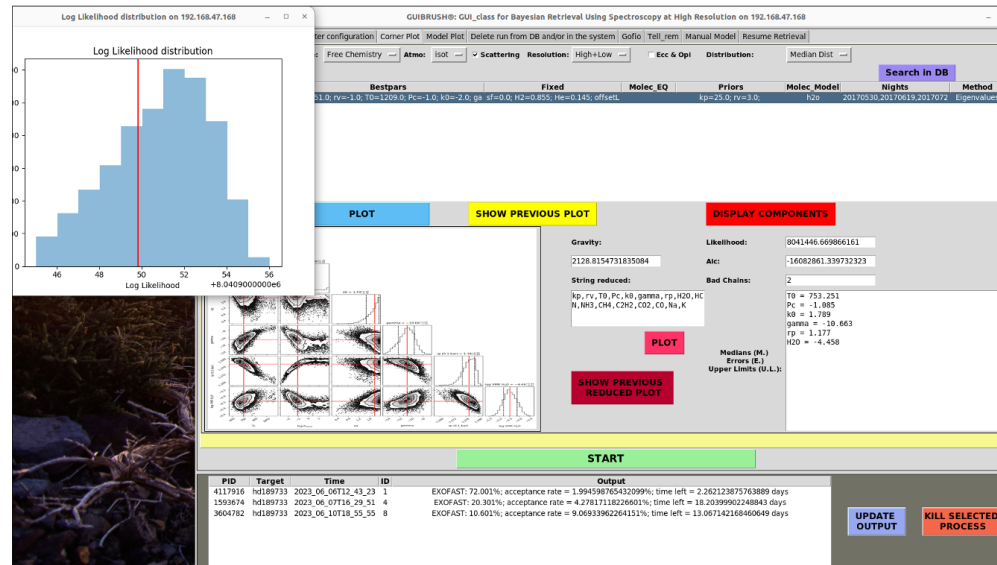 Log Likelihood distribution on 192.168.47.168
GUIBRUSH®: GUI_class for Bayesian Retrieval Using Spectroscopy at High Resolution on 192.168.47.168
ter configuration Corner Plot Model Plot Delete run from DB and/or in the system Gofio Tell_rem Manual Model Resume Retrieval
Free Chemistry Atmo: isot Scattering Resolution: High+Low Ecc & Opi Distribution: Median Dist
Search in DB
Bestpars Fixed Molec_EQ Priors Molec_Model Nights Method
51.0; rv=-1.0; T0=1209.0; Pc=-1.0; k0=-2.0; ga sf=0.0; H2=0.855; He=0.145; offsetL kp=25.0; rv=3.0; h2o 20170530,20170619,2017072 Eigenvalues
Log Likelihood distribution
46 48 50 52 54 56
Log Likelihood
+8.0409000000e6
PLOT
SHOW PREVIOUS PLOT
DISPLAY COMPONENTS
Gravity:
2128.8154731835084
String reduced:
kp,rv,T0,Pc,k0,gamma,rp,H2O,HC
N,NH3,CH4,C2H2,CO2,CO,Na,K
PLOT
SHOW PREVIOUS
REDUCED PLOT
Likelihood: 8041446.669866161
Aic: -16082861.339732323
Bad Chains: 2
Medians (M.)
Errors (E.)
Upper Limits (U.L.):
T0 = 753.251
Pc = -1.085
k0 = 1.789
gamma = -10.663
rp = 1.177
H2O = -4.458
START
PID Target Time ID Output
4117916 hd189733 2023_06_06T12_43_23 1 EXOFAST: 72.001%; acceptance rate = 1.994598765432099%; time left = 2.262123875763889 days
1593674 hd189733 2023_06_07T16_29_51 4 EXOFAST: 20.301%; acceptance rate = 4.27817118226601%; time left = 18.20399902248843 days
3604782 hd189733 2023_06_10T18_55_55 8 EXOFAST: 10.601%; acceptance rate = 9.06933962264151%; time left = 13.067142168460649 days
UPDATE
OUTPUT
KILL SELECTED
PROCESS